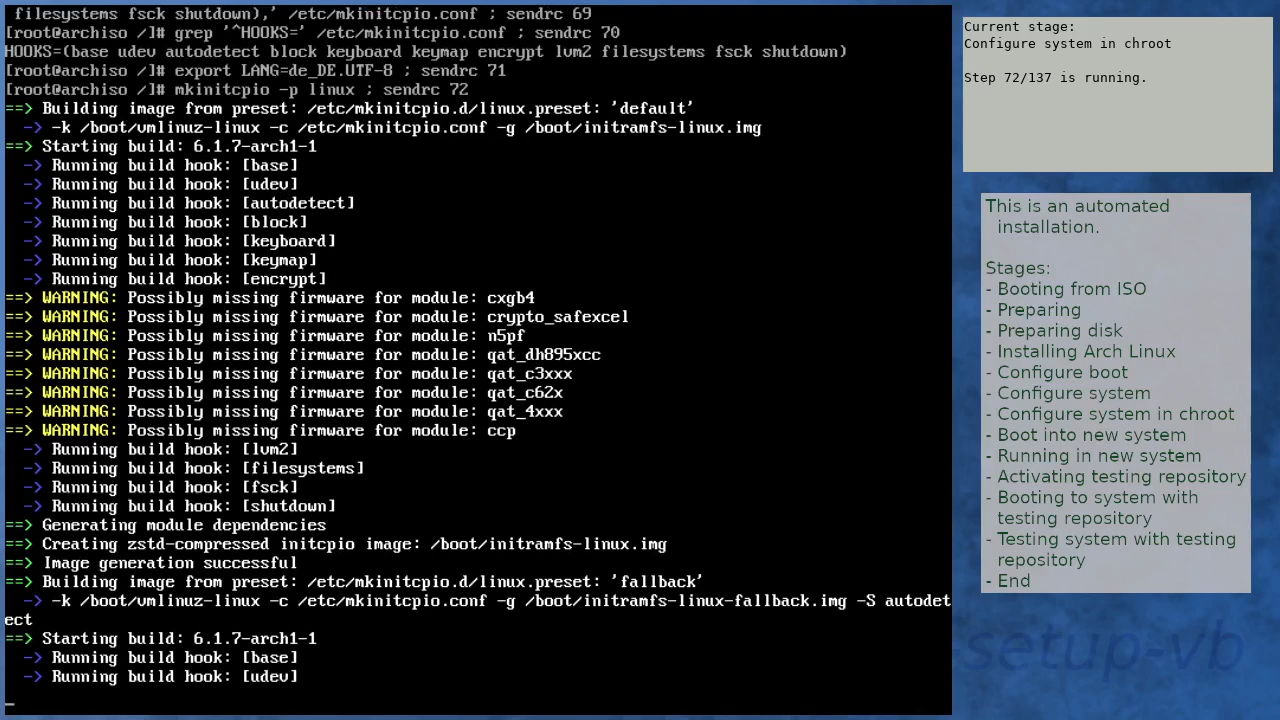 filesystems fsck shutdown),' /etc/mkinitcpio.conf ; sendrc 69
[root@archiso /]# grep '^HOOKS=' /etc/mkinitcpio.conf ; sendrc 70
HOOKS=(base udev autodetect block keyboard keymap encrypt lvm2 filesystems fsck shutdown)
[root@archiso /]# export LANG=de_DE.UTF-8 ; sendrc 71
[root@archiso /]# mkinitcpio -p linux ; sendrc 72
==> Building image from preset: /etc/mkinitcpio.d/linux.preset: 'default'
-> -k /boot/vmlinuz-linux -c /etc/mkinitcpio.conf -g /boot/initramfs-linux.img
==> Starting build: 6.1.7-arch1-1
-> Running build hook: [base]
-> Running build hook: [udev]
-> Running build hook: [autodetect]
-> Running build hook: [block]
-> Running build hook: [keyboard]
-> Running build hook: [keymap]
-> Running build hook: [encrypt]
==> WARNING: Possibly missing firmware for module: cxgb4
==> WARNING: Possibly missing firmware for module: crypto_safexcel
==> WARNING: Possibly missing firmware for module: n5pf
==> WARNING: Possibly missing firmware for module: qat_dh895xcc
==> WARNING: Possibly missing firmware for module: qat_c3xxx
==> WARNING: Possibly missing firmware for module: qat_c62x
==> WARNING: Possibly missing firmware for module: qat_4xxx
==> WARNING: Possibly missing firmware for module: ccp
-> Running build hook: [lvm2]
-> Running build hook: [filesystems]
-> Running build hook: [fsck]
-> Running build hook: [shutdown]
==> Generating module dependencies
==> Creating zstd-compressed initcpio image: /boot/initramfs-linux.img
==> Image generation successful
==> Building image from preset: /etc/mkinitcpio.d/linux.preset: 'fallback'
-> -k /boot/vmlinuz-linux -c /etc/mkinitcpio.conf -g /boot/initramfs-linux-fallback.img -S autodet
ect
==> Starting build: 6.1.7-arch1-1
-> Running build hook: [base]
-> Running build hook: [udev]
_
Current stage:
Configure system in chroot
Step 72/137 is running.
This is an automated
installation.
Stages:
- Booting from ISO
- Preparing
- Preparing disk
- Installing Arch Linux
- Configure boot
- Configure system
- Configure system in chroot
- Boot into new system
- Running in new system
- Activating testing repository
- Booting to system with
testing repository
- Testing system with testing
repository
- End
-setup-vb